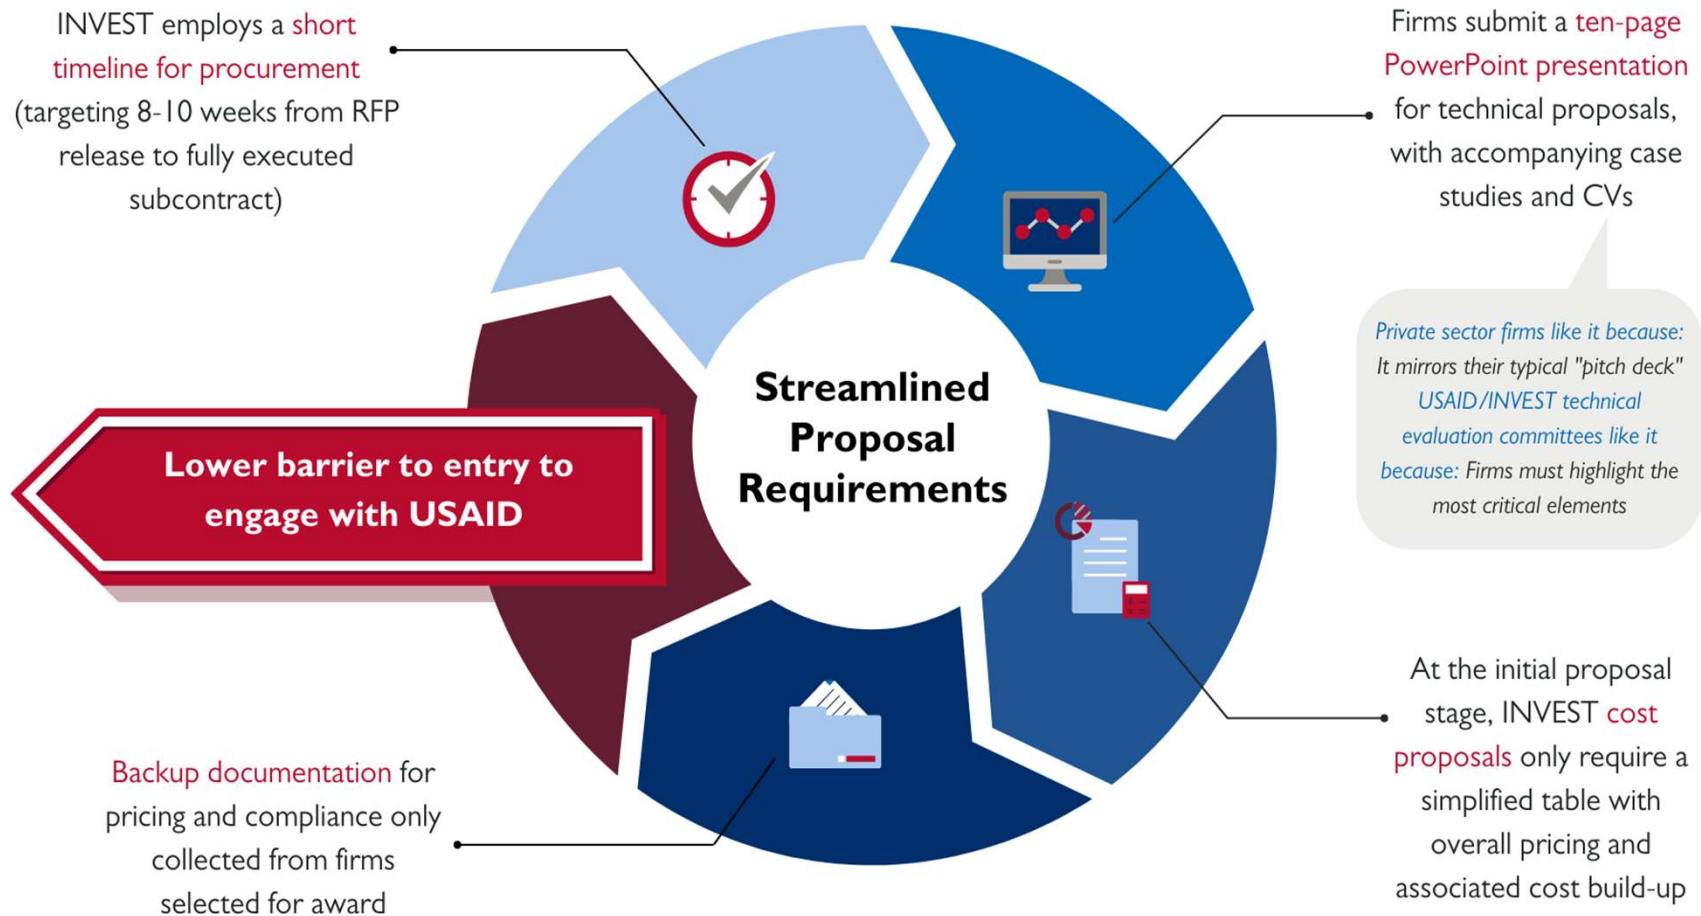 INVEST employs a short
timeline for procurement
(targeting 8-10 weeks from RFP
release to fully executed
subcontract)
Firms submit a ten-page
PowerPoint presentation
for technical proposals,
with accompanying case
studies and CVs
Private sector firms like it because:
It mirrors their typical "pitch deck"
USAID/INVEST technical
evaluation committees like it
because: Firms must highlight the
most critical elements
Streamlined
Proposal
Requirements
Lower barrier to entry to
engage with USAID
At the initial proposal
stage, INVEST cost
proposals only require a
simplified table with
overall pricing and
associated cost build-up
Backup documentation for
pricing and compliance only
collected from firms
selected for award